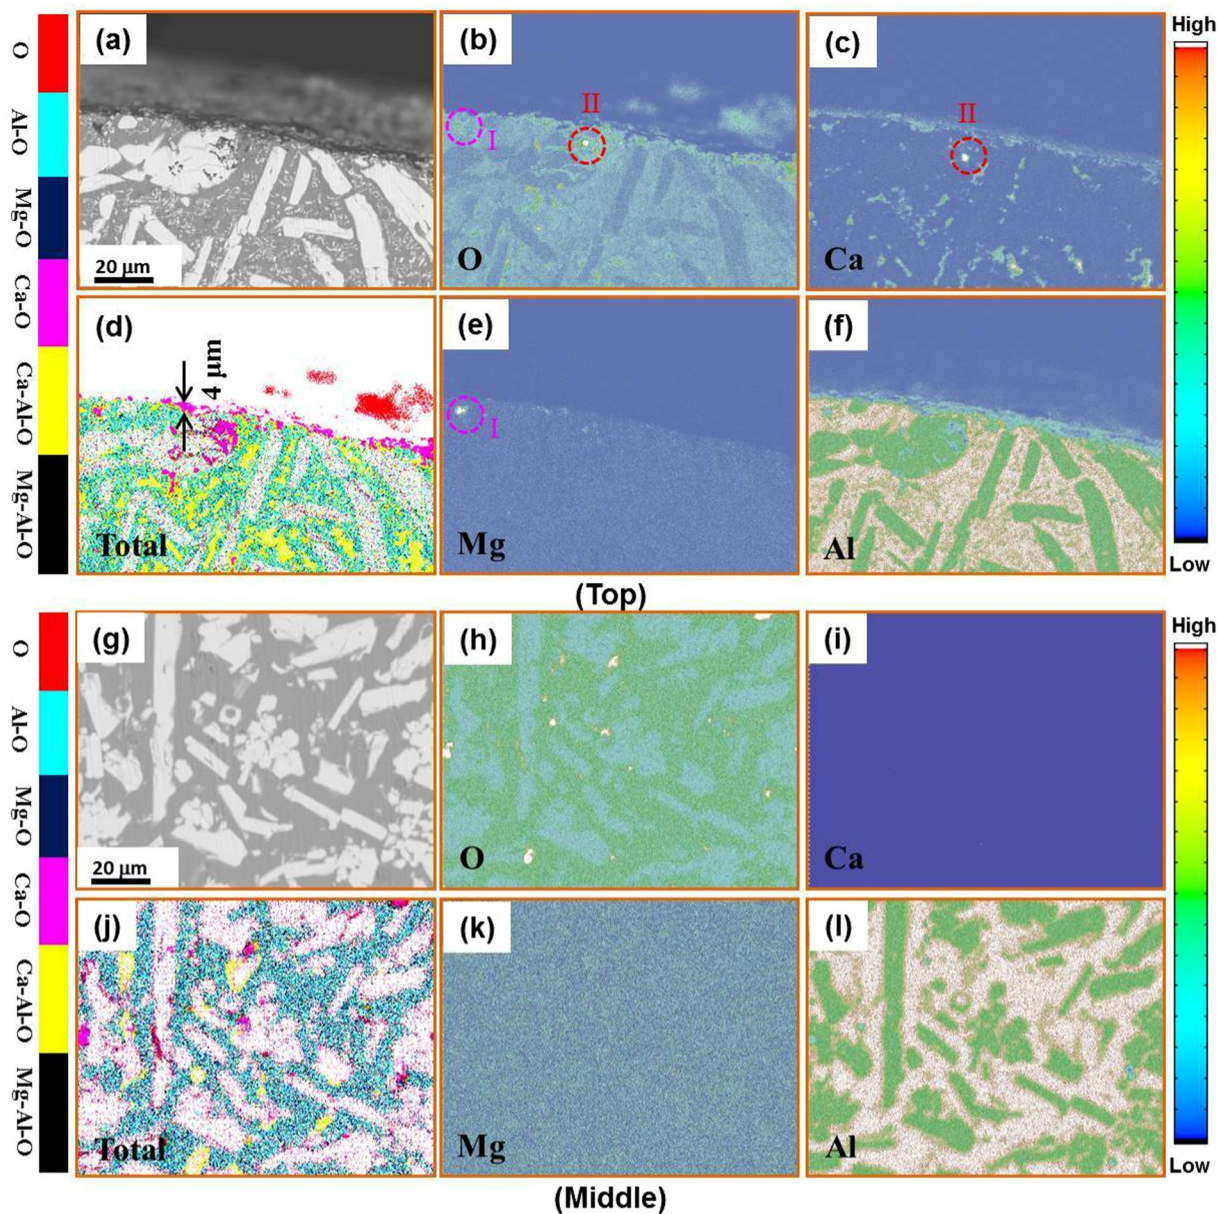 (a)
(b)
(c)
High
O
Al-O
Mg-O
Ca-O
Ca-Al-O
Mg-Al-O
I
II
II
20 μm
O
Ca
(d)
(e)
(f)
4 μm
I
Total
Mg
Al
Low
(Top)
(g)
(h)
(i)
High
O
Al-O
Mg-O
Ca-O
Ca-Al-O
Mg-Al-O
20 μm
O
Ca
(j)
(k)
(l)
Total
Mg
Al
Low
(Middle)